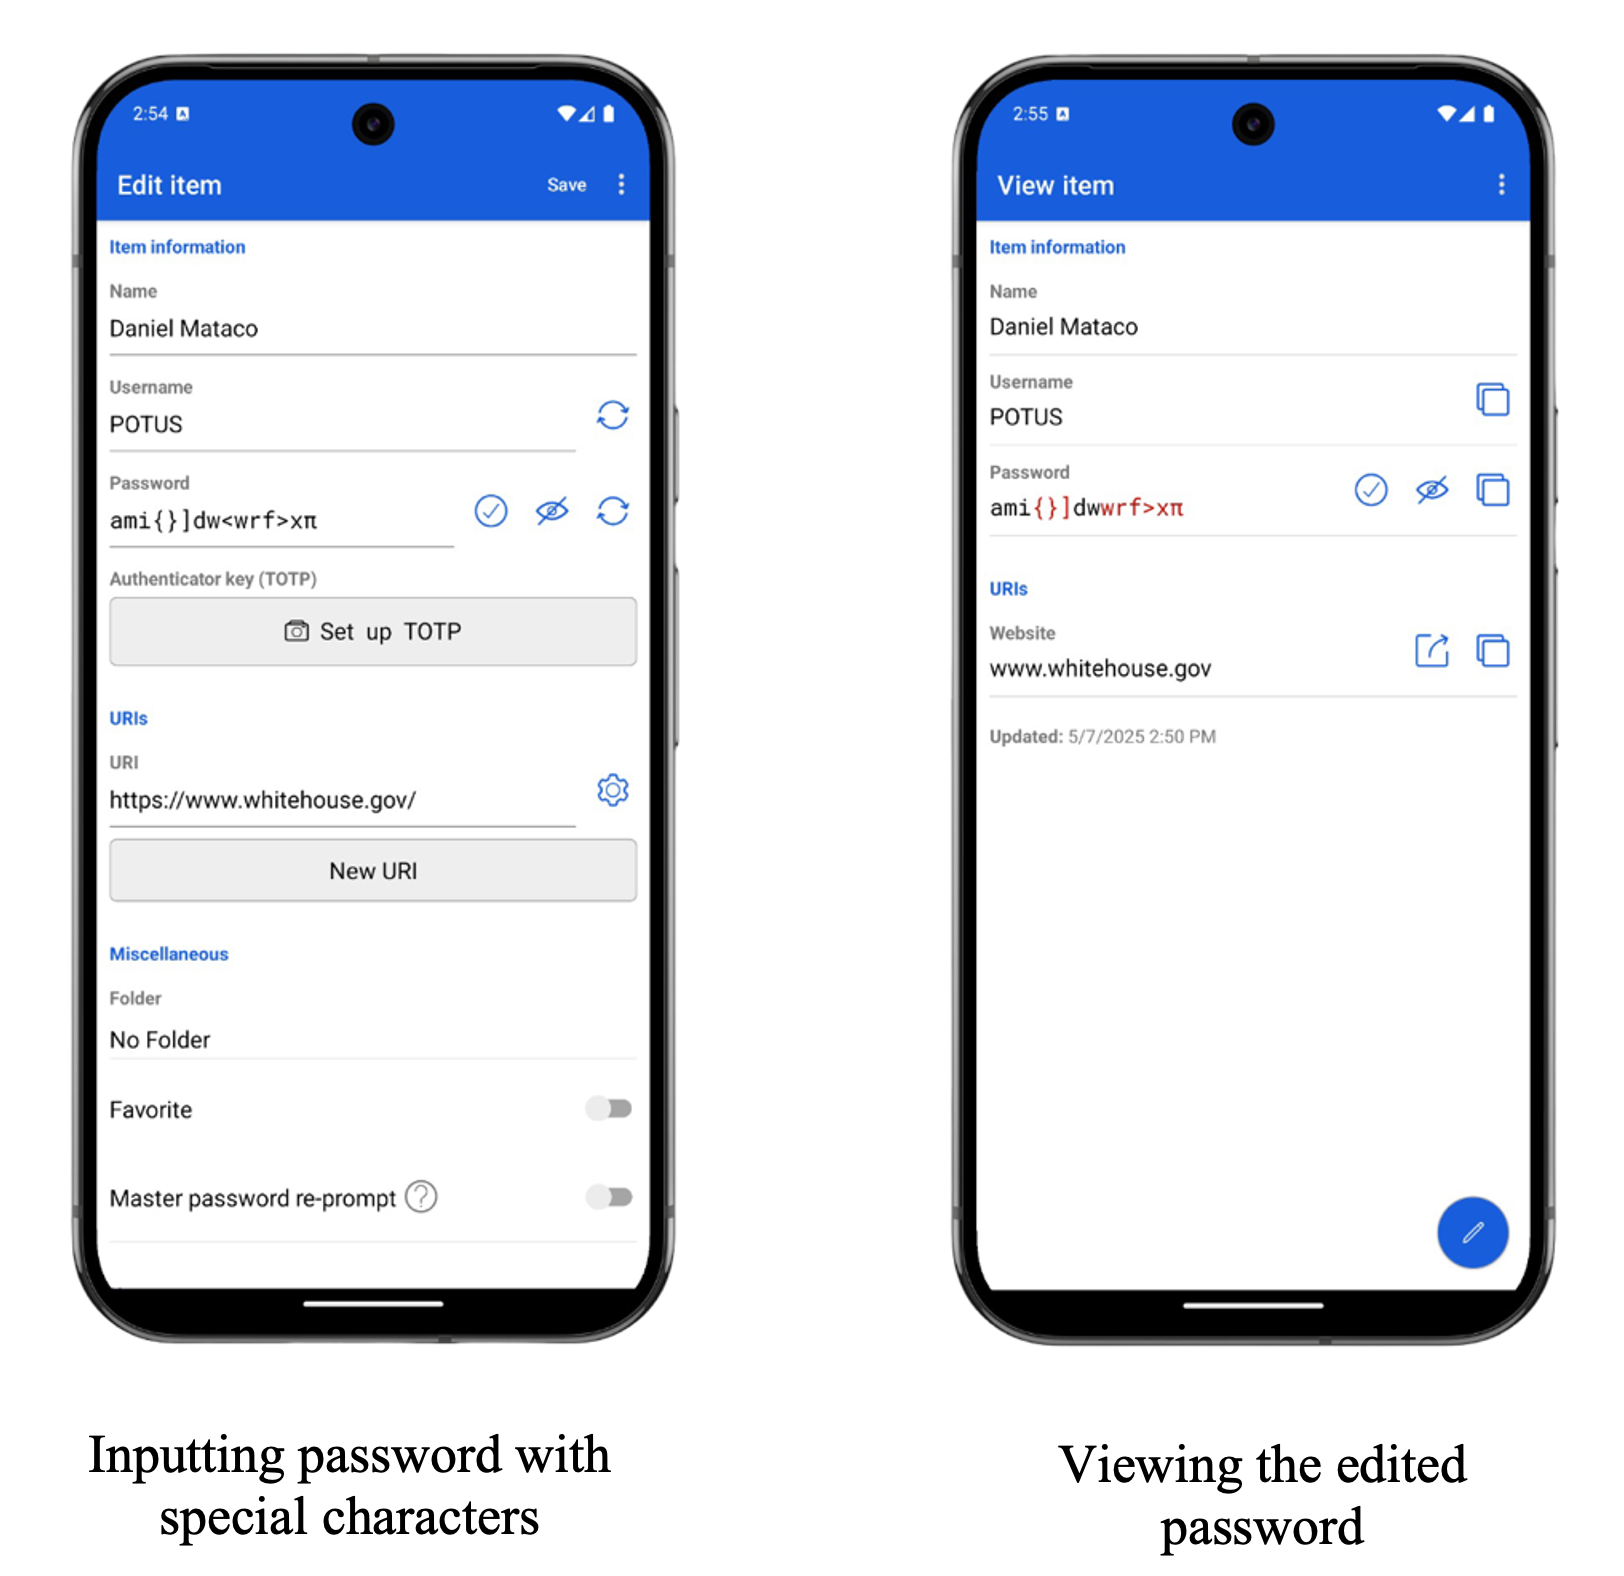 2:54
Edit item
Save
Item information
Name
Daniel Mataco
Username
POTUS
Password
ami{}]dw<wrf>xπ
Authenticator key (TOTP)
Set up TOTP
URIs
URI
https://www.whitehouse.gov/
New URI
Miscellaneous
Folder
No Folder
Favorite
Master password re-prompt ?
Inputting password with
special characters
2:55
View item
Item information
Name
Daniel Mataco
Username
POTUS
Password
ami{}]dwwrf>xπ
URIs
Website
www.whitehouse.gov
Updated: 5/7/2025 2:50 PM
Viewing the edited
password